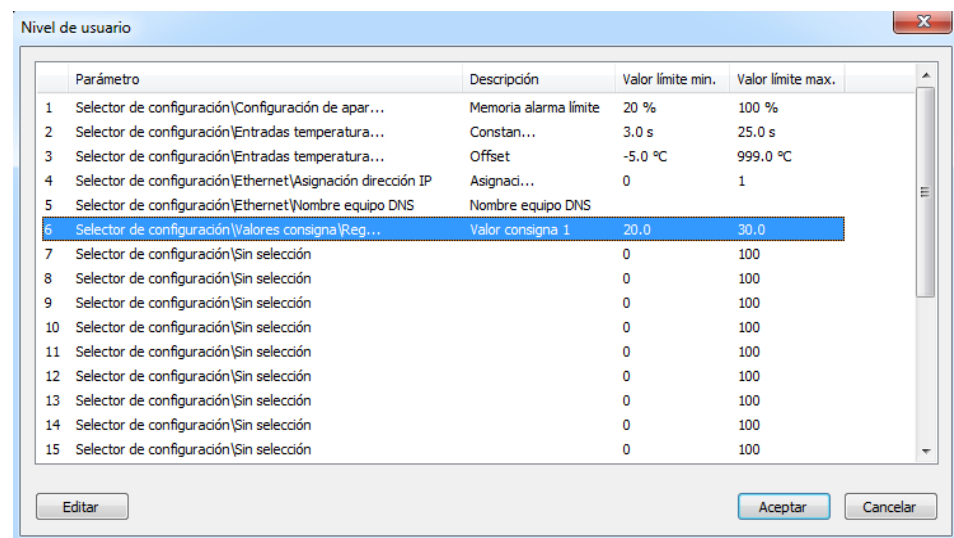 Nivel de usuario
Parámetro Descripción Valor límite min. Valor límite max.
1 Selector de configuración\Configuración de apar... Memoria alarma límite 20 % 100 %
2 Selector de configuración\Entradas temperatura... Constan... 3.0 s 25.0 s
3 Selector de configuración\Entradas temperatura... Offset -5.0 ºC 999.0 ºC
4 Selector de configuración\Ethernet\Asignación dirección IP Asignaci... 0 1
5 Selector de configuración\Ethernet\Nombre equipo DNS Nombre equipo DNS
6 Selector de configuración\Valores consigna\Reg... Valor consigna 1 20.0 30.0
7 Selector de configuración\Sin selección 0 100
8 Selector de configuración\Sin selección 0 100
9 Selector de configuración\Sin selección 0 100
10 Selector de configuración\Sin selección 0 100
11 Selector de configuración\Sin selección 0 100
12 Selector de configuración\Sin selección 0 100
13 Selector de configuración\Sin selección 0 100
14 Selector de configuración\Sin selección 0 100
15 Selector de configuración\Sin selección 0 100
Editar Aceptar Cancelar